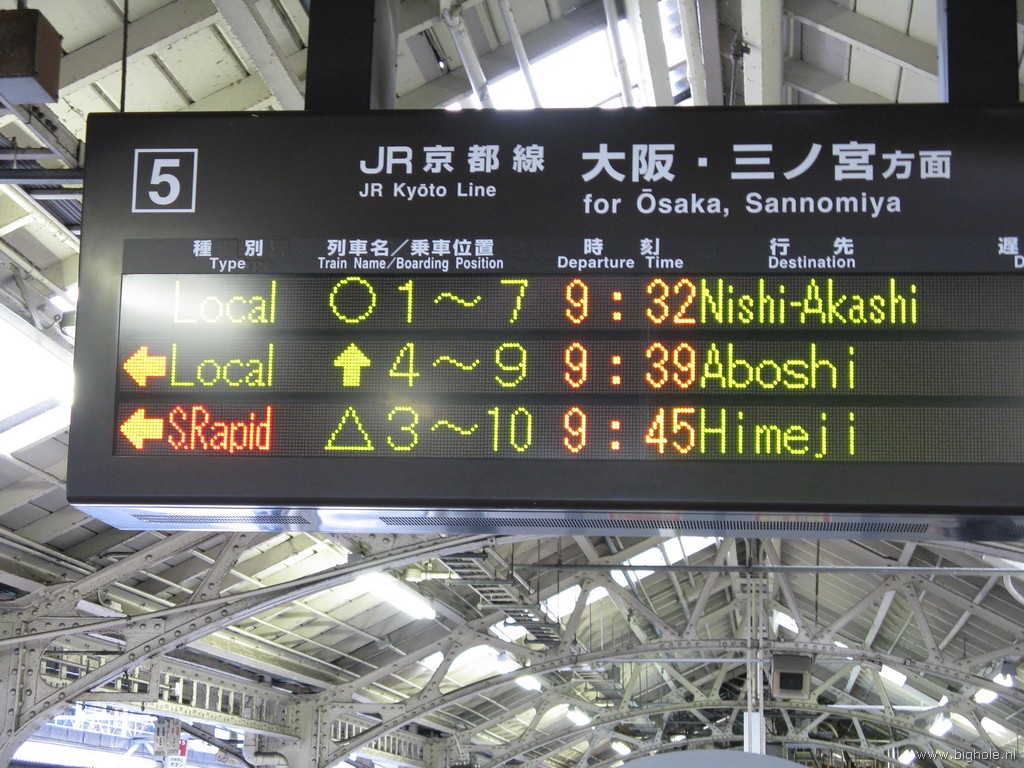 5 JR京都線 大阪・三ノ宮方面
JR Kyōto Line for Ōsaka, Sannomiya
種別 列車名／乗車位置 時刻 行先 遅
Type Train Name/Boarding Position Departure Time Destination
Local ○ 1～7 9:32 Nishi-Akashi
← Local ↑ 4～9 9:39 Aboshi
← S.Rapid △ 3～10 9:45 Himeji
www.bighole.nl